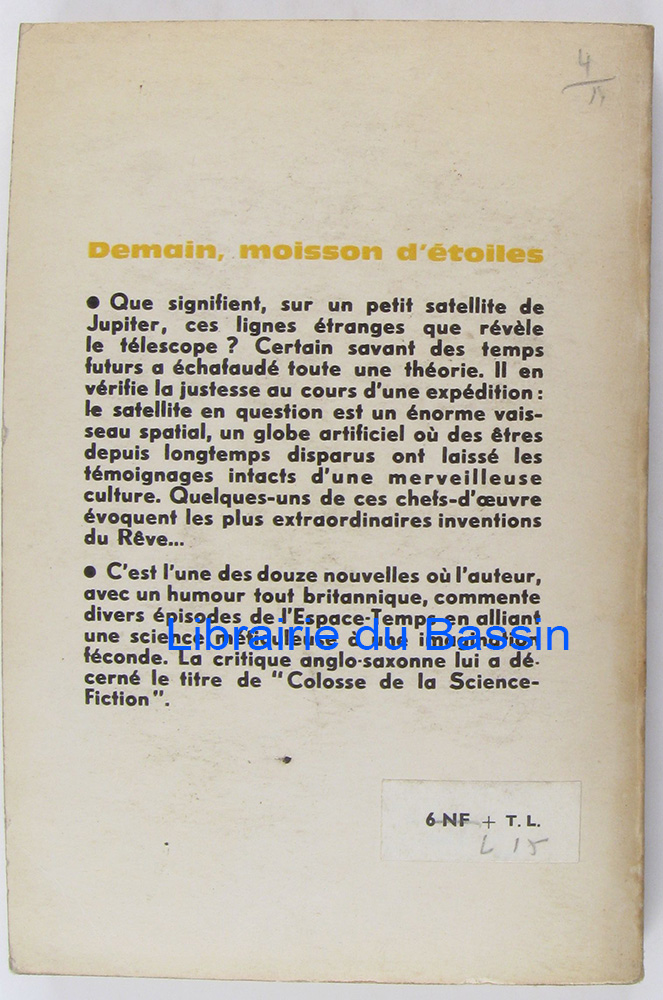 4
Demain, moisson d'étoiles
● Que signifient, sur un petit satellite de
Jupiter, ces lignes étranges que révèle
le télescope ? Certain savant des temps
futurs a échafaudé toute une théorie. Il en
vérifie la justesse au cours d'une expédition :
le satellite en question est un énorme vais-
seau spatial, un globe artificiel où des êtres
depuis longtemps disparus ont laissé les
témoignages intacts d'une merveilleuse
culture. Quelques-uns de ces chefs-d'œuvre
évoquent les plus extraordinaires inventions
du Rêve...
● C'est l'une des douze nouvelles où l'auteur,
avec un humour tout britannique, commente
divers épisodes de l'Espace-Temps en alliant
une science méticuleuse à une imagination
Librairie du Bassin
féconde. La critique anglo-saxonne lui a dé-
cerné le titre de "Colosse de la Science-
Fiction".
6 NF + T. L.
L 15